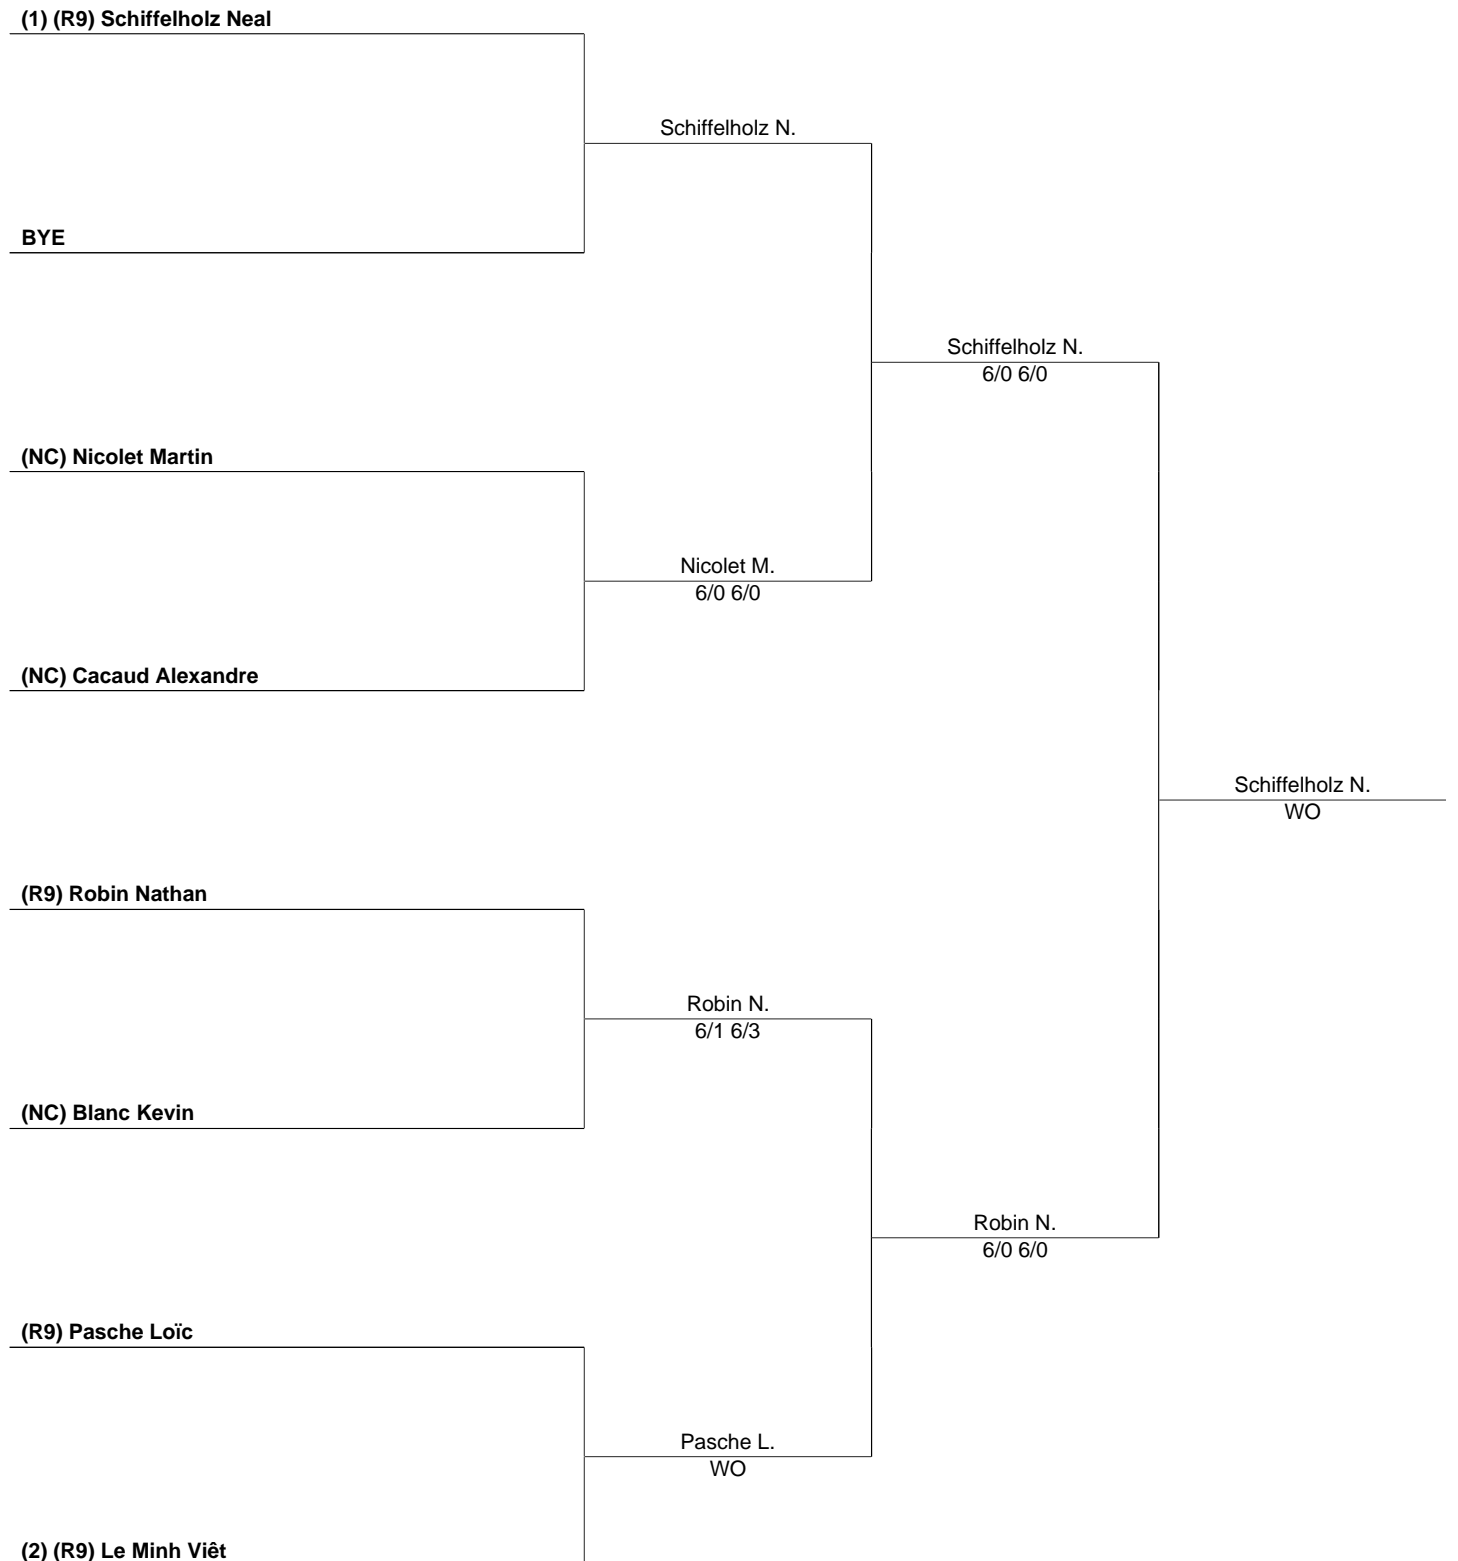 (1) (R9) Schiffelholz Neal
Schiffelholz N.
BYE
Schiffelholz N.
6/0 6/0
(NC) Nicolet Martin
Nicolet M.
6/0 6/0
(NC) Cacaud Alexandre
Schiffelholz N.
WO
(R9) Robin Nathan
Robin N.
6/1 6/3
(NC) Blanc Kevin
Robin N.
6/0 6/0
(R9) Pasche Loïc
Pasche L.
WO
(2) (R9) Le Minh Viêt